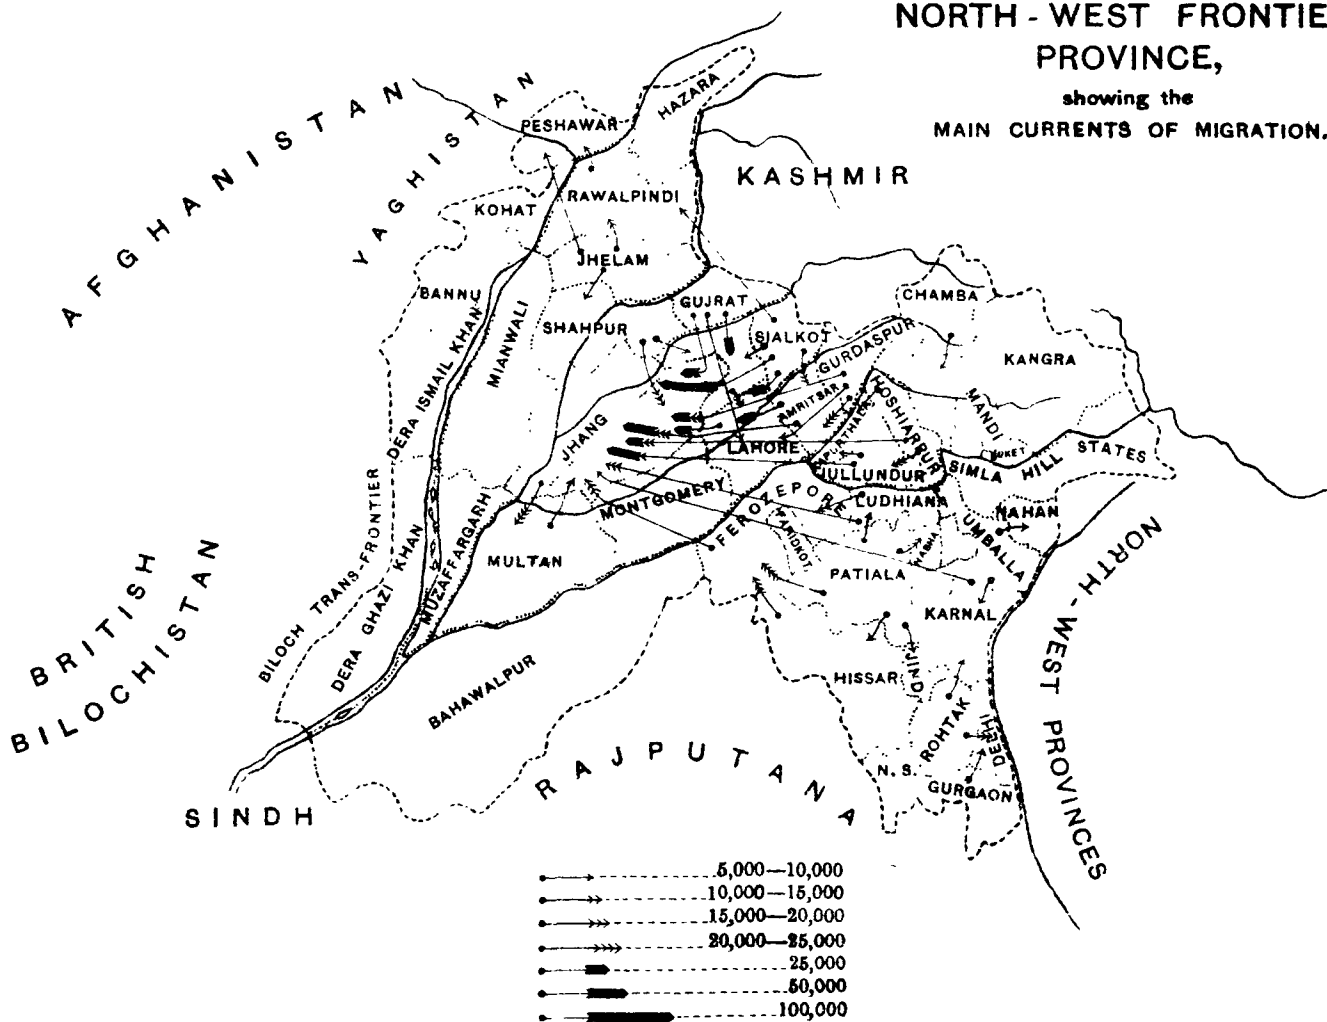 NORTH - WEST FRONTIE
PROVINCE,
showing the
MAIN CURRENTS OF MIGRATION.
AFGHANISTAN
YAGHISTAN
PESHAWAR
HAZARA
KASHMIR
KOHAT
RAWALPINDI
JHELAM
BANNU
MIANWALI
SHAHPUR
GUJRAT
SIALKOT
GURDASPUR
CHAMBA
KANGRA
MANDI
SUKET
SIMLA HILL STATES
DERA ISMAIL KHAN
JHANG
AMRITSAR
KAPURTHALA
HOSHIARPUR
LAHORE
JULLUNDUR
LUDHIANA
NAHAN
UMBALLA
MONTGOMERY
FEROZEPORE
FARIDKOT
NABHA
PATIALA
KARNAL
MULTAN
MUZAFFARGARH
BILOCH TRANS-FRONTIER
DERA GHAZI KHAN
BRITISH
BILOCHISTAN
BAHAWALPUR
HISSAR
JIND
ROHTAK
DELHI
N. S.
GURGAON
NORTH-WEST PROVINCES
RAJPUTANA
SINDH
5,000—10,000
10,000—15,000
15,000—20,000
20,000—25,000
25,000
50,000
100,000